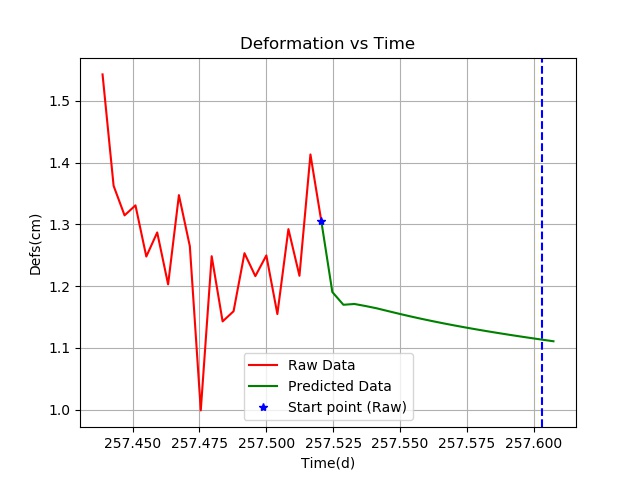 Deformation vs Time
Defs(cm)
1.5
1.4
1.3
1.2
1.1
1.0
Raw Data
Predicted Data
Start point (Raw)
257.450 257.475 257.500 257.525 257.550 257.575 257.600
Time(d)